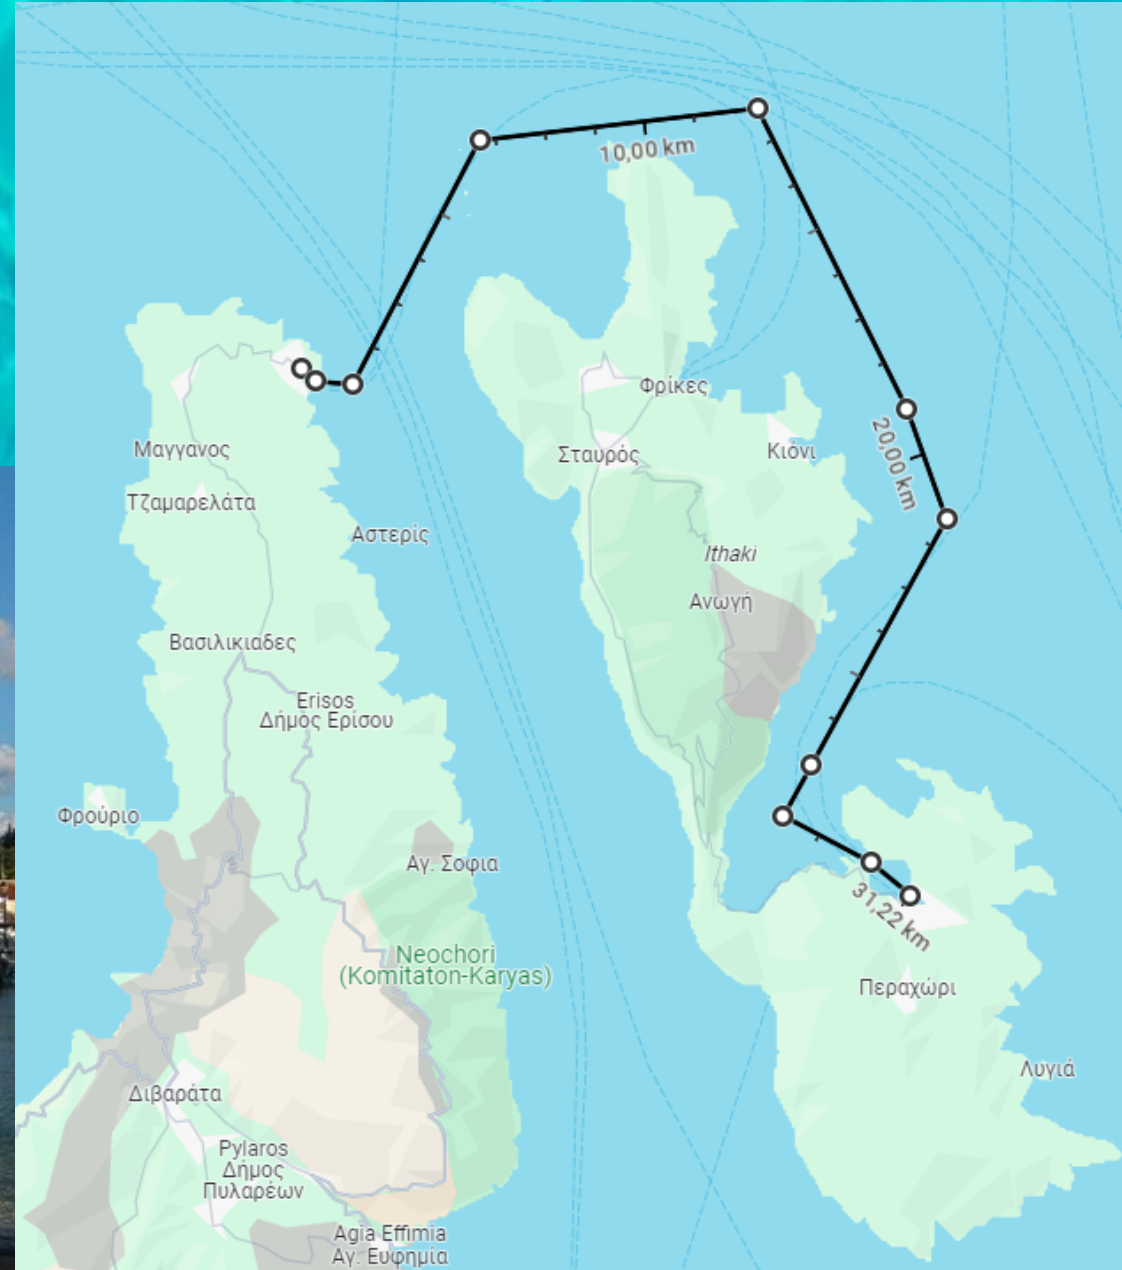 10,00 km
Φρίκες
Σταυρός
Κιόνι
Μαγγανος
20,00 km
Τζαμαρελάτα
Αστερίς
Ithaki
Ανωγή
Βασιλικιαδες
Erisos
Δήμος Ερίσου
Φρούριο
Αγ. Σοφια
31,22 km
Neochori
(Komitaton-Karyas)
Περαχώρι
Λυγιά
Διβαράτα
Pylaros
Δήμος
Πυλαρέων
Agia Effimia
Αγ. Ευφημία